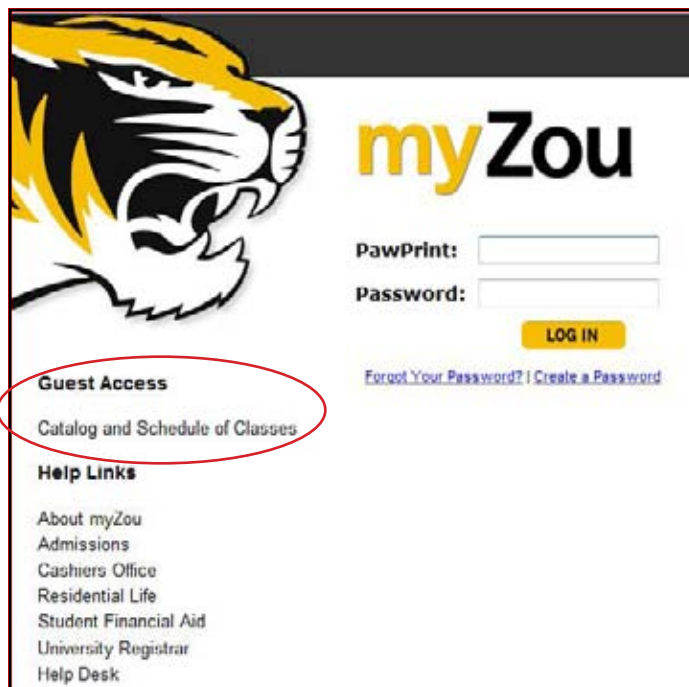 myZou
PawPrint:
Password:
LOG IN
Forgot Your Password? | Create a Password
Guest Access
Catalog and Schedule of Classes
Help Links
About myZou
Admissions
Cashiers Office
Residential Life
Student Financial Aid
University Registrar
Help Desk